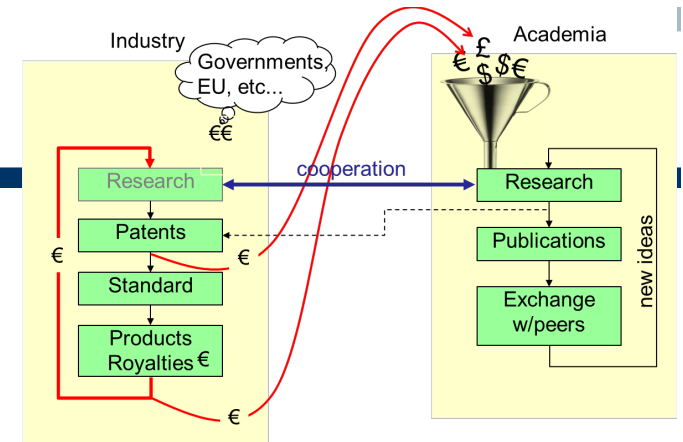 Industry
Academia
Governments,
EU, etc...
€€
£
€
$
$
€
cooperation
Research
Research
Patents
Publications
€
€
Standard
Exchange
w/peers
new ideas
Products
Royalties €
€